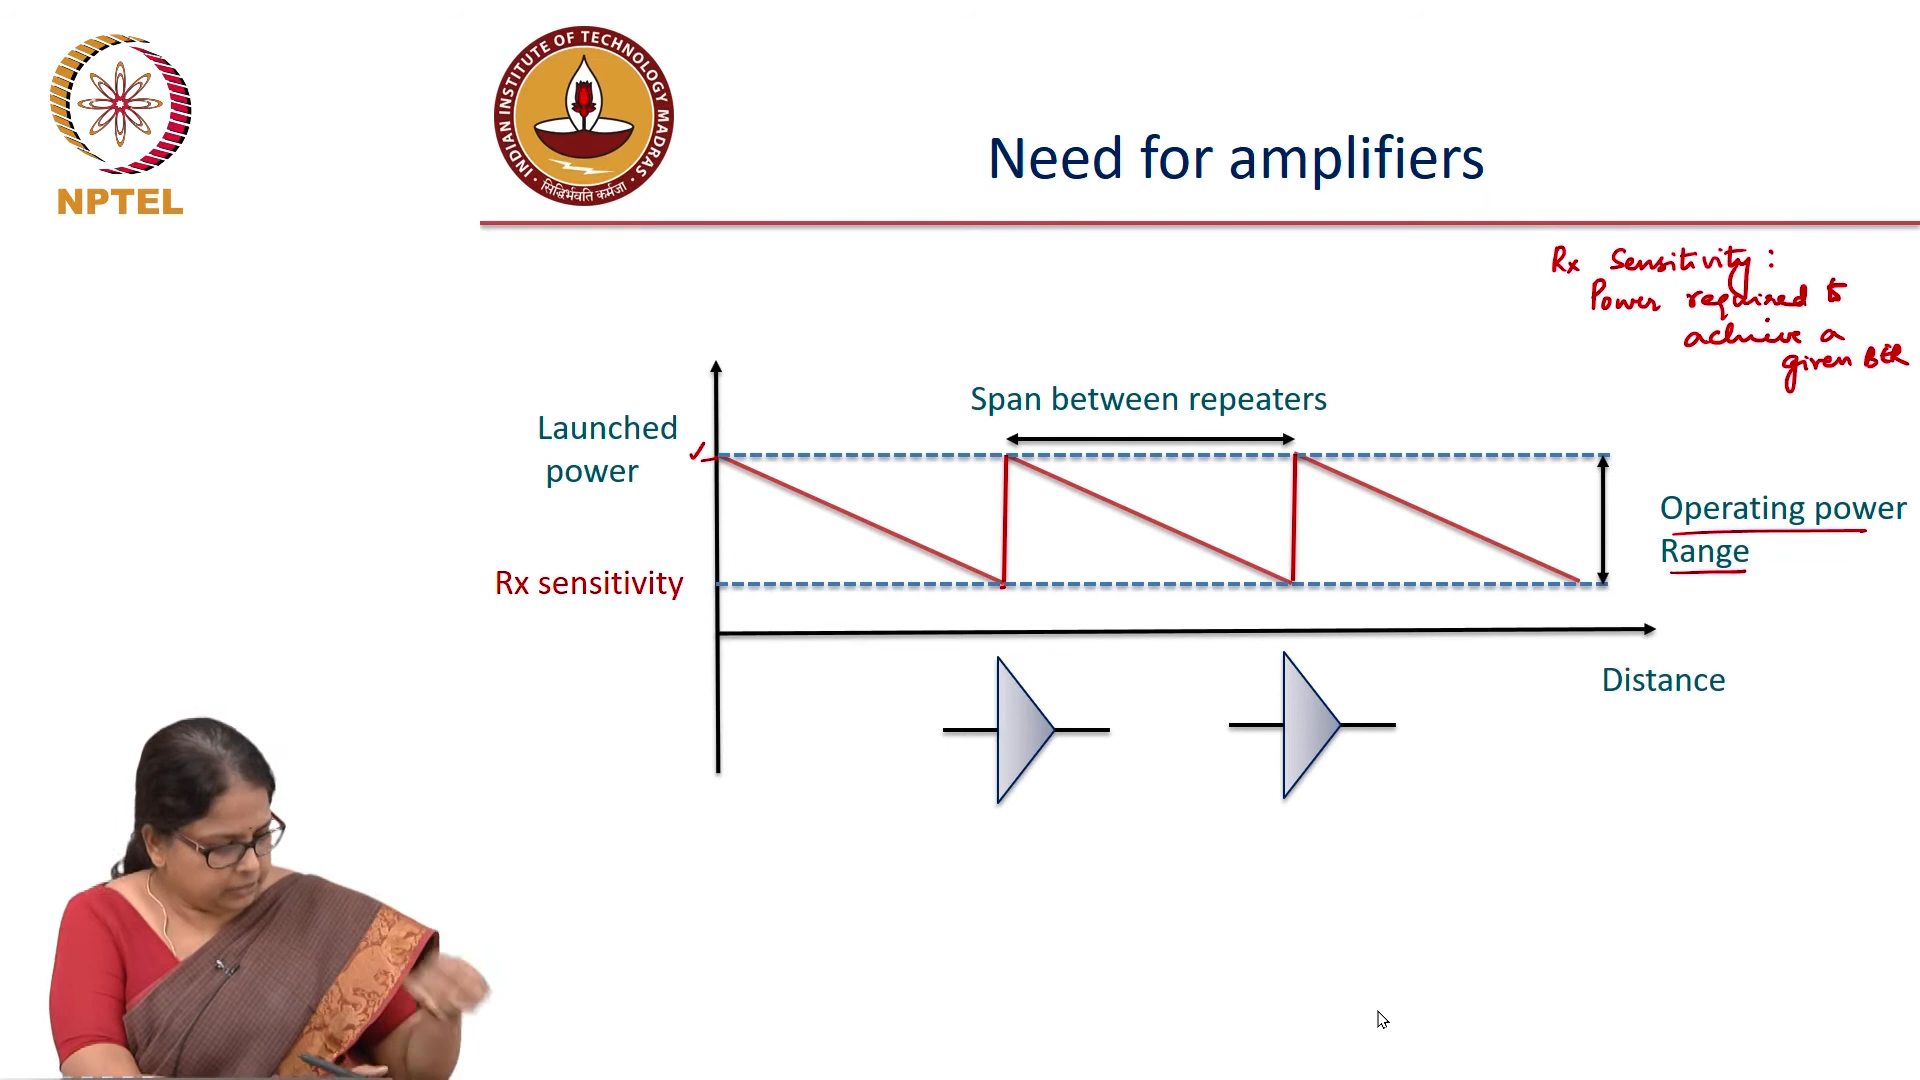 NPTEL
INDIAN INSTITUTE OF TECHNOLOGY MADRAS
सिद्धिर्भवति कर्मजा
Need for amplifiers
Rx Sensitivity :
Power required to
achieve a
given BER
Span between repeaters
Launched
power
Operating power
Range
Rx sensitivity
Distance